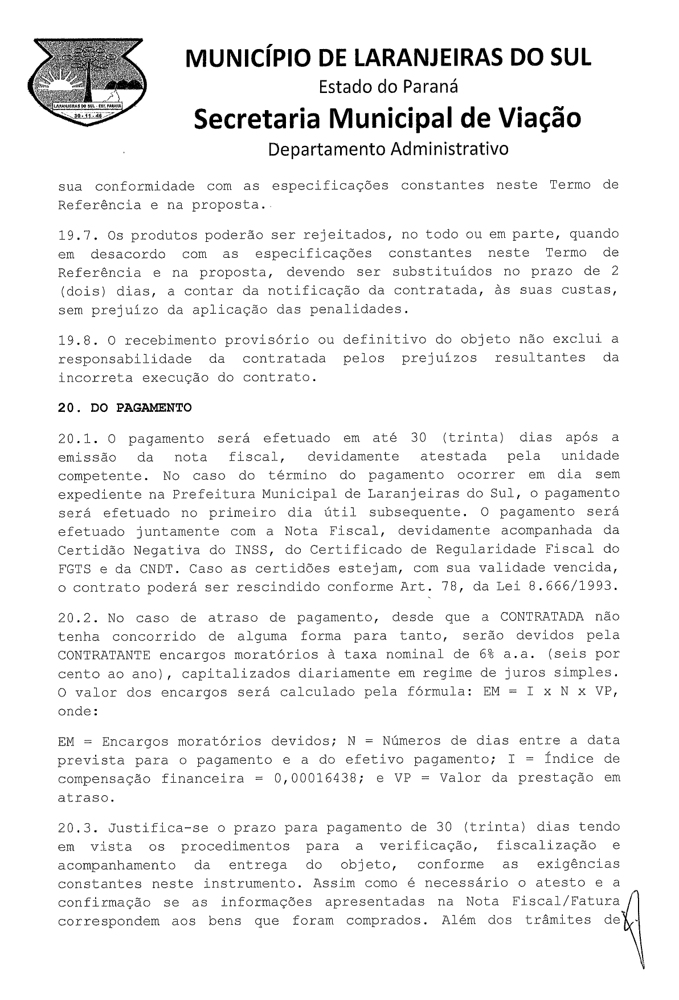 MUNICÍPIO DE LARANJEIRAS DO SUL
Estado do Paraná
Secretaria Municipal de Viação
Departamento Administrativo
LARANJEIRAS DO SUL - EST. PARANÁ
30-11-46
sua conformidade com as especificações constantes neste Termo de
Referência e na proposta.
19.7. Os produtos poderão ser rejeitados, no todo ou em parte, quando
em desacordo com as especificações constantes neste Termo de
Referência e na proposta, devendo ser substituídos no prazo de 2
(dois) dias, a contar da notificação da contratada, às suas custas,
sem prejuízo da aplicação das penalidades.
19.8. O recebimento provisório ou definitivo do objeto não exclui a
responsabilidade da contratada pelos prejuízos resultantes da
incorreta execução do contrato.
20. DO PAGAMENTO
20.1. O pagamento será efetuado em até 30 (trinta) dias após a
emissão da nota fiscal, devidamente atestada pela unidade
competente. No caso do término do pagamento ocorrer em dia sem
expediente na Prefeitura Municipal de Laranjeiras do Sul, o pagamento
será efetuado no primeiro dia útil subsequente. O pagamento será
efetuado juntamente com a Nota Fiscal, devidamente acompanhada da
Certidão Negativa do INSS, do Certificado de Regularidade Fiscal do
FGTS e da CNDT. Caso as certidões estejam, com sua validade vencida,
o contrato poderá ser rescindido conforme Art. 78, da Lei 8.666/1993.
20.2. No caso de atraso de pagamento, desde que a CONTRATADA não
tenha concorrido de alguma forma para tanto, serão devidos pela
CONTRATANTE encargos moratórios à taxa nominal de 6% a.a. (seis por
cento ao ano), capitalizados diariamente em regime de juros simples.
O valor dos encargos será calculado pela fórmula: EM = I x N x VP,
onde:
EM = Encargos moratórios devidos; N = Números de dias entre a data
prevista para o pagamento e a do efetivo pagamento; I = Índice de
compensação financeira = 0,00016438; e VP = Valor da prestação em
atraso.
20.3. Justifica-se o prazo para pagamento de 30 (trinta) dias tendo
em vista os procedimentos para a verificação, fiscalização e
acompanhamento da entrega do objeto, conforme as exigências
constantes neste instrumento. Assim como é necessário o atesto e a
confirmação se as informações apresentadas na Nota Fiscal/Fatura
correspondem aos bens que foram comprados. Além dos trâmites de